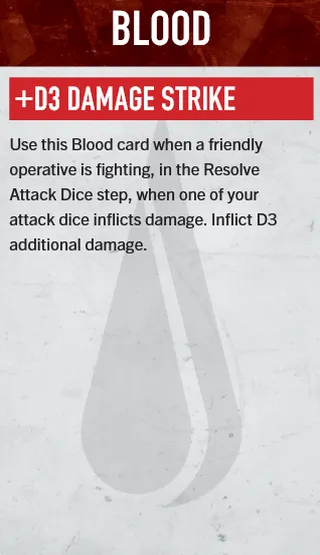 BLOOD
+D3 DAMAGE STRIKE
Use this Blood card when a friendly
operative is fighting, in the Resolve
Attack Dice step, when one of your
attack dice inflicts damage. Inflict D3
additional damage.